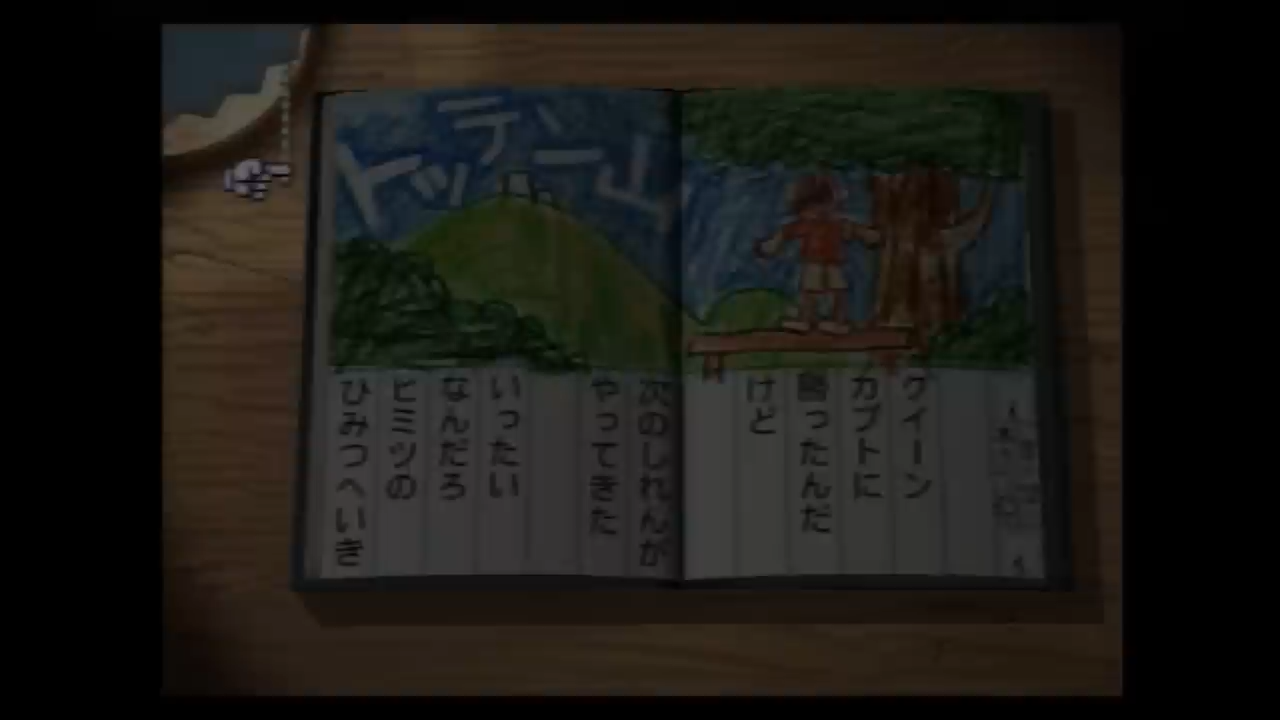 トッテン山
クイーン
カブトに
勝ったんだ
けど
次のしれんが
やってきた
いったい
なんだろ
ヒミツの
ひみつへいき